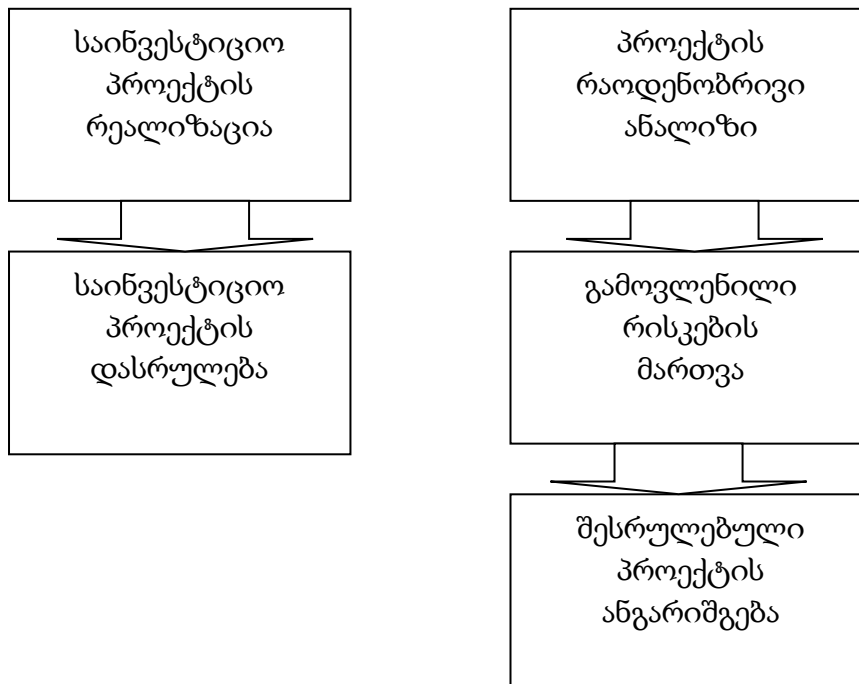 საინვესტიციო
პროექტის
რეალიზაცია
საინვესტიციო
პროექტის
დასრულება
პროექტის
რაოდენობრივი
ანალიზი
გამოვლენილი
რისკების
მართვა
შესრულებული
პროექტის
ანგარიშგება